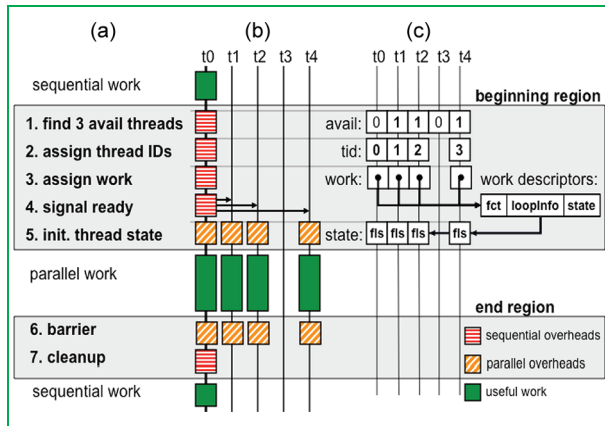 (a) (b) (c)
t0 t1 t2 t3 t4 t0 t1 t2 t3 t4
sequential work
beginning region
1. find 3 avail threads avail: 0 1 1 0 1
2. assign thread IDs tid: 0 1 2 3
3. assign work work: work descriptors:
4. signal ready fct loopInfo state
5. init. thread state state: fls fls fls fls
parallel work
end region
6. barrier
sequential overheads
7. cleanup
parallel overheads
sequential work
useful work